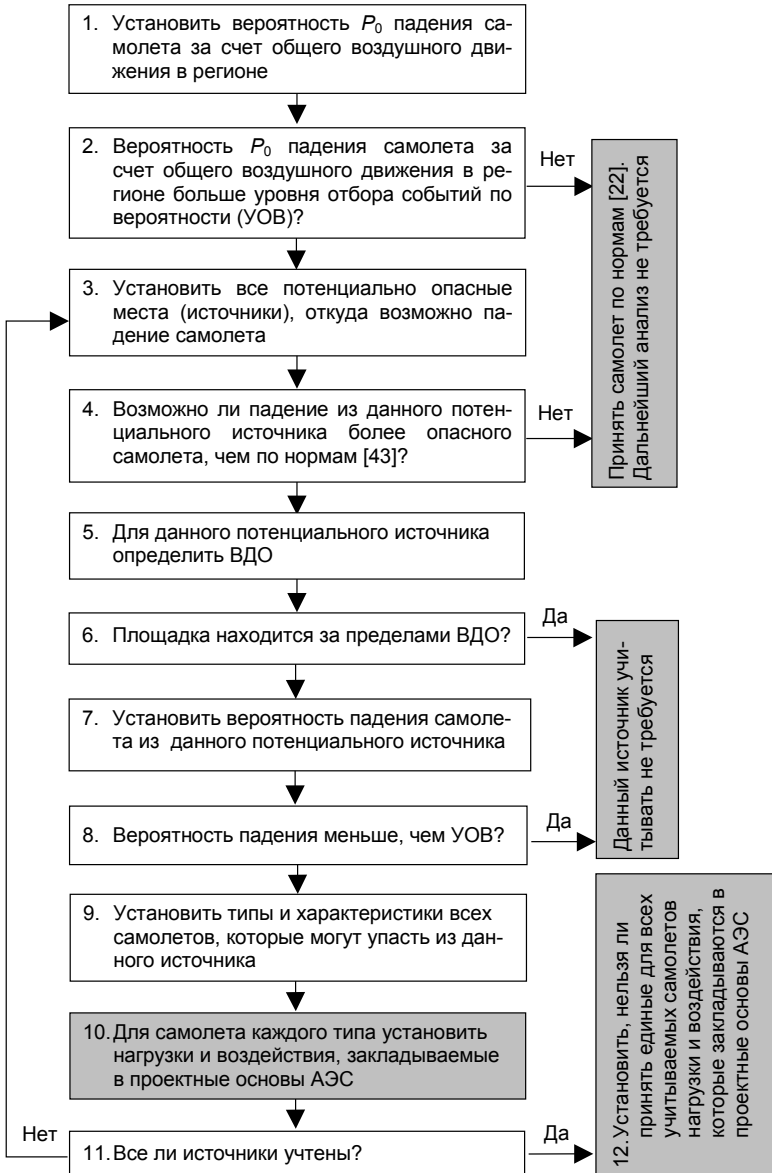 1. Установить вероятность P0 падения са-
молета за счет общего воздушного дви-
жения в регионе
2. Вероятность P0 падения самолета за
счет общего воздушного движения в ре-
гионе больше уровня отбора событий по
вероятности (УОВ)?
Нет
Принять самолет по нормам [22].
Дальнейший анализ не требуется
3. Установить все потенциально опасные
места (источники), откуда возможно па-
дение самолета
4. Возможно ли падение из данного потен-
циального источника более опасного
самолета, чем по нормам [43]?
Нет
5. Для данного потенциального источника
определить ВДО
6. Площадка находится за пределами ВДО?
Да
Данный источник учи-
тывать не требуется
7. Установить вероятность падения самоле-
та из данного потенциального источника
8. Вероятность падения меньше, чем УОВ?
Да
9. Установить типы и характеристики всех
самолетов, которые могут упасть из дан-
ного источника
10. Для самолета каждого типа установить
нагрузки и воздействия, закладываемые
в проектные основы АЭС
Нет
11. Все ли источники учтены?
Да
12. Установить, нельзя ли
принять единые для всех
учитываемых самолетов
нагрузки и воздействия,
которые закладываются в
проектные основы АЭС